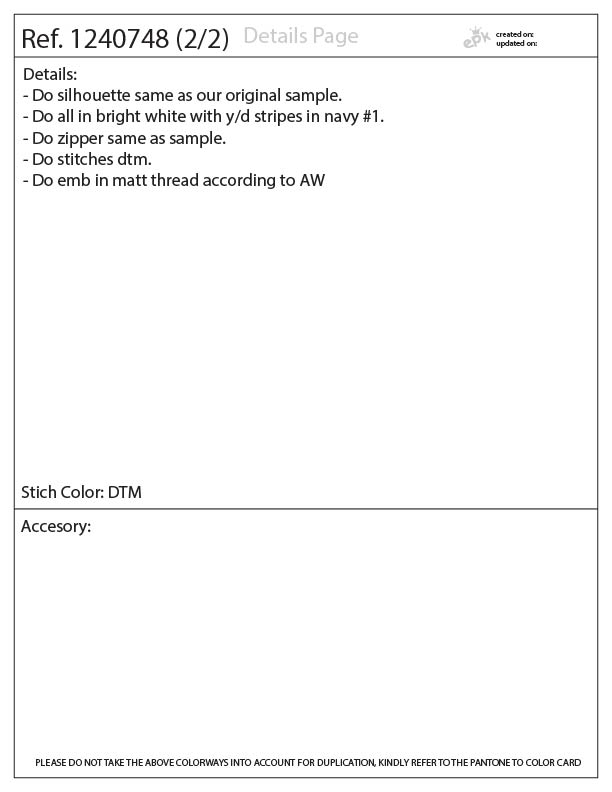 Ref. 1240748 (2/2) Details Page
epk
created on:
updated on:
Details:
- Do silhouette same as our original sample.
- Do all in bright white with y/d stripes in navy #1.
- Do zipper same as sample.
- Do stitches dtm.
- Do emb in matt thread according to AW
Stich Color: DTM
Accesory:
PLEASE DO NOT TAKE THE ABOVE COLORWAYS INTO ACCOUNT FOR DUPLICATION, KINDLY REFER TO THE PANTONE TO COLOR CARD